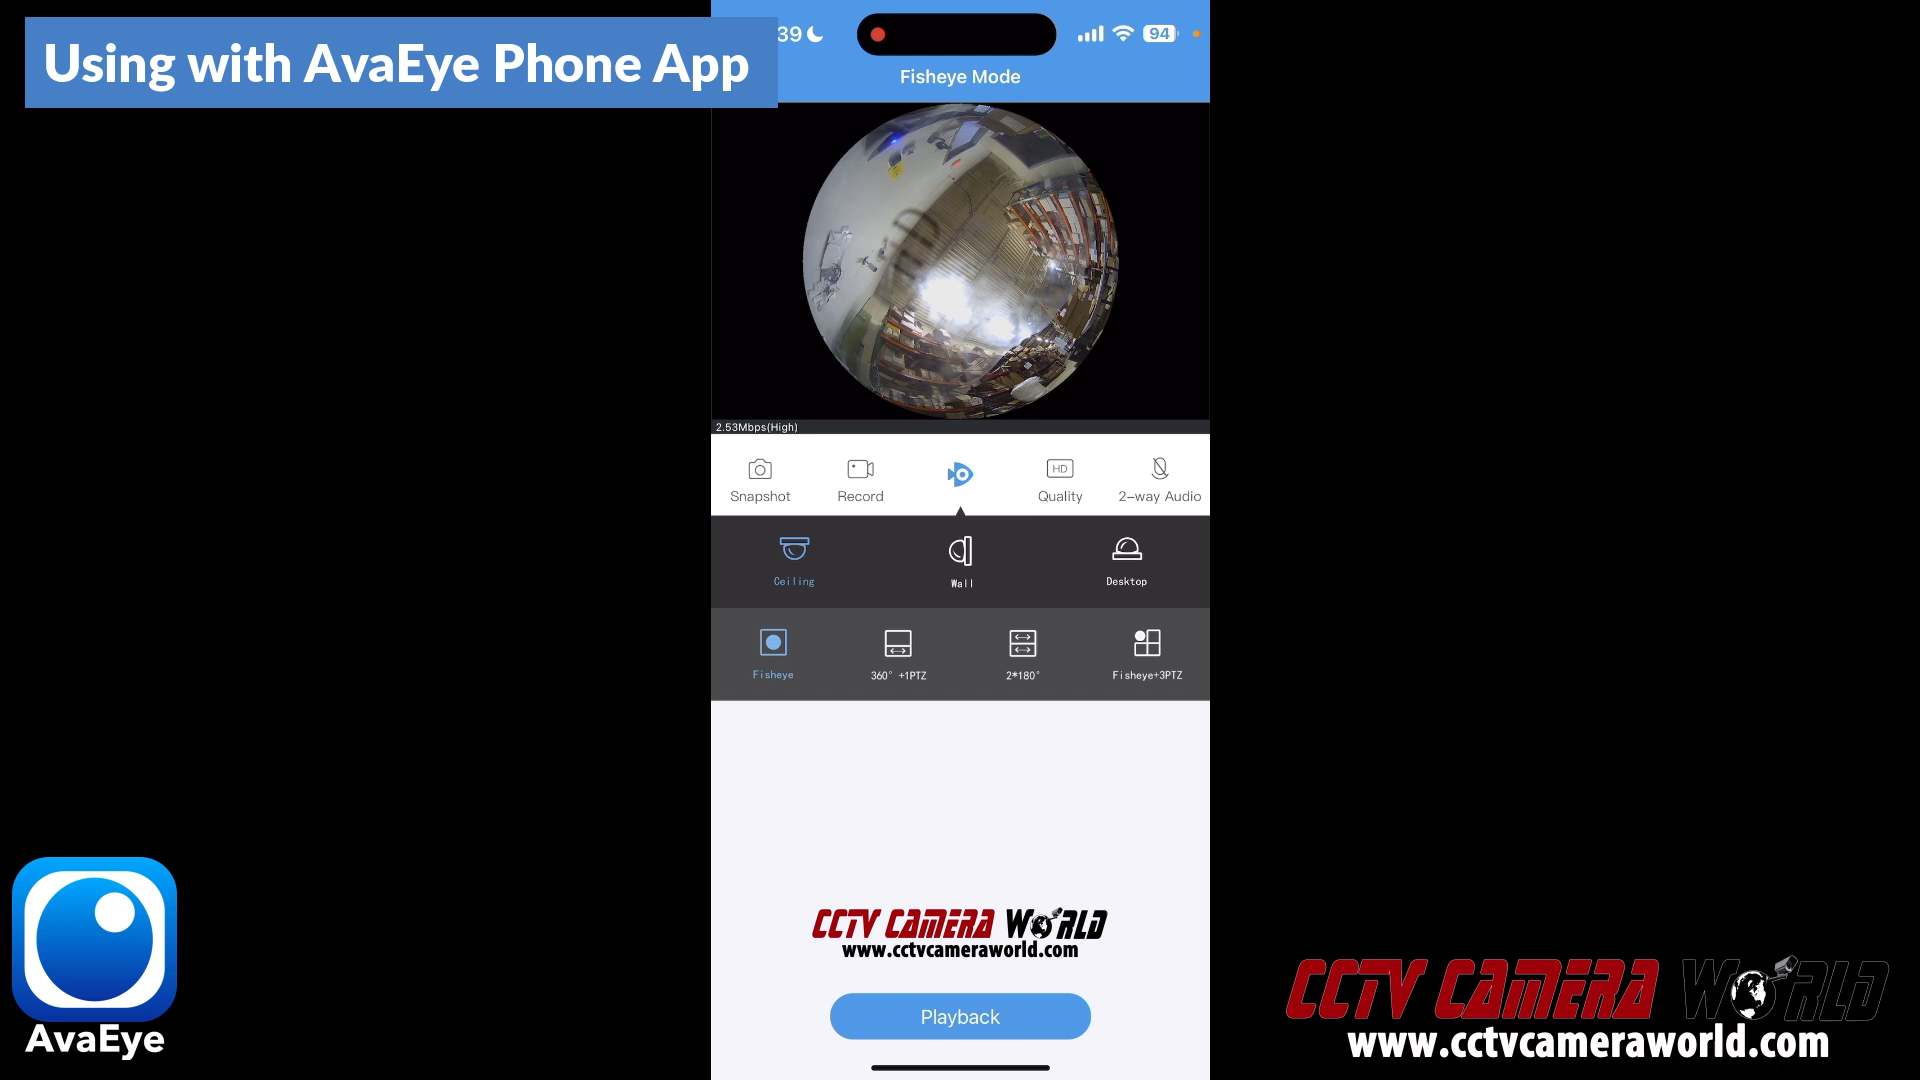 Using with AvaEye Phone App
39
94
Fisheye Mode
2.53Mbps(High)
Snapshot
Record
HD
Quality
2-way Audio
Ceiling
Wall
Desktop
Fisheye
360° +1PTZ
2*180°
Fisheye+3PTZ
CCTV CAMERA WORLD
www.cctvcameraworld.com
Playback
AvaEye
CCTV CAMERA WORLD
www.cctvcameraworld.com